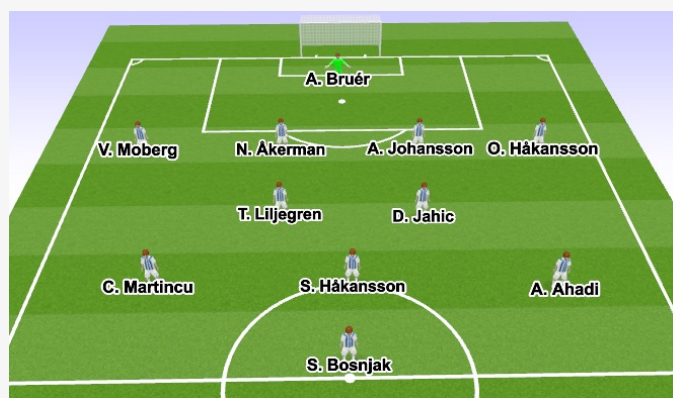 A. Bruér
V. Moberg
N. Åkerman
A. Johansson
O. Håkansson
T. Liljegren
D. Jahic
C. Martincu
S. Håkansson
A. Ahadi
S. Bosnjak